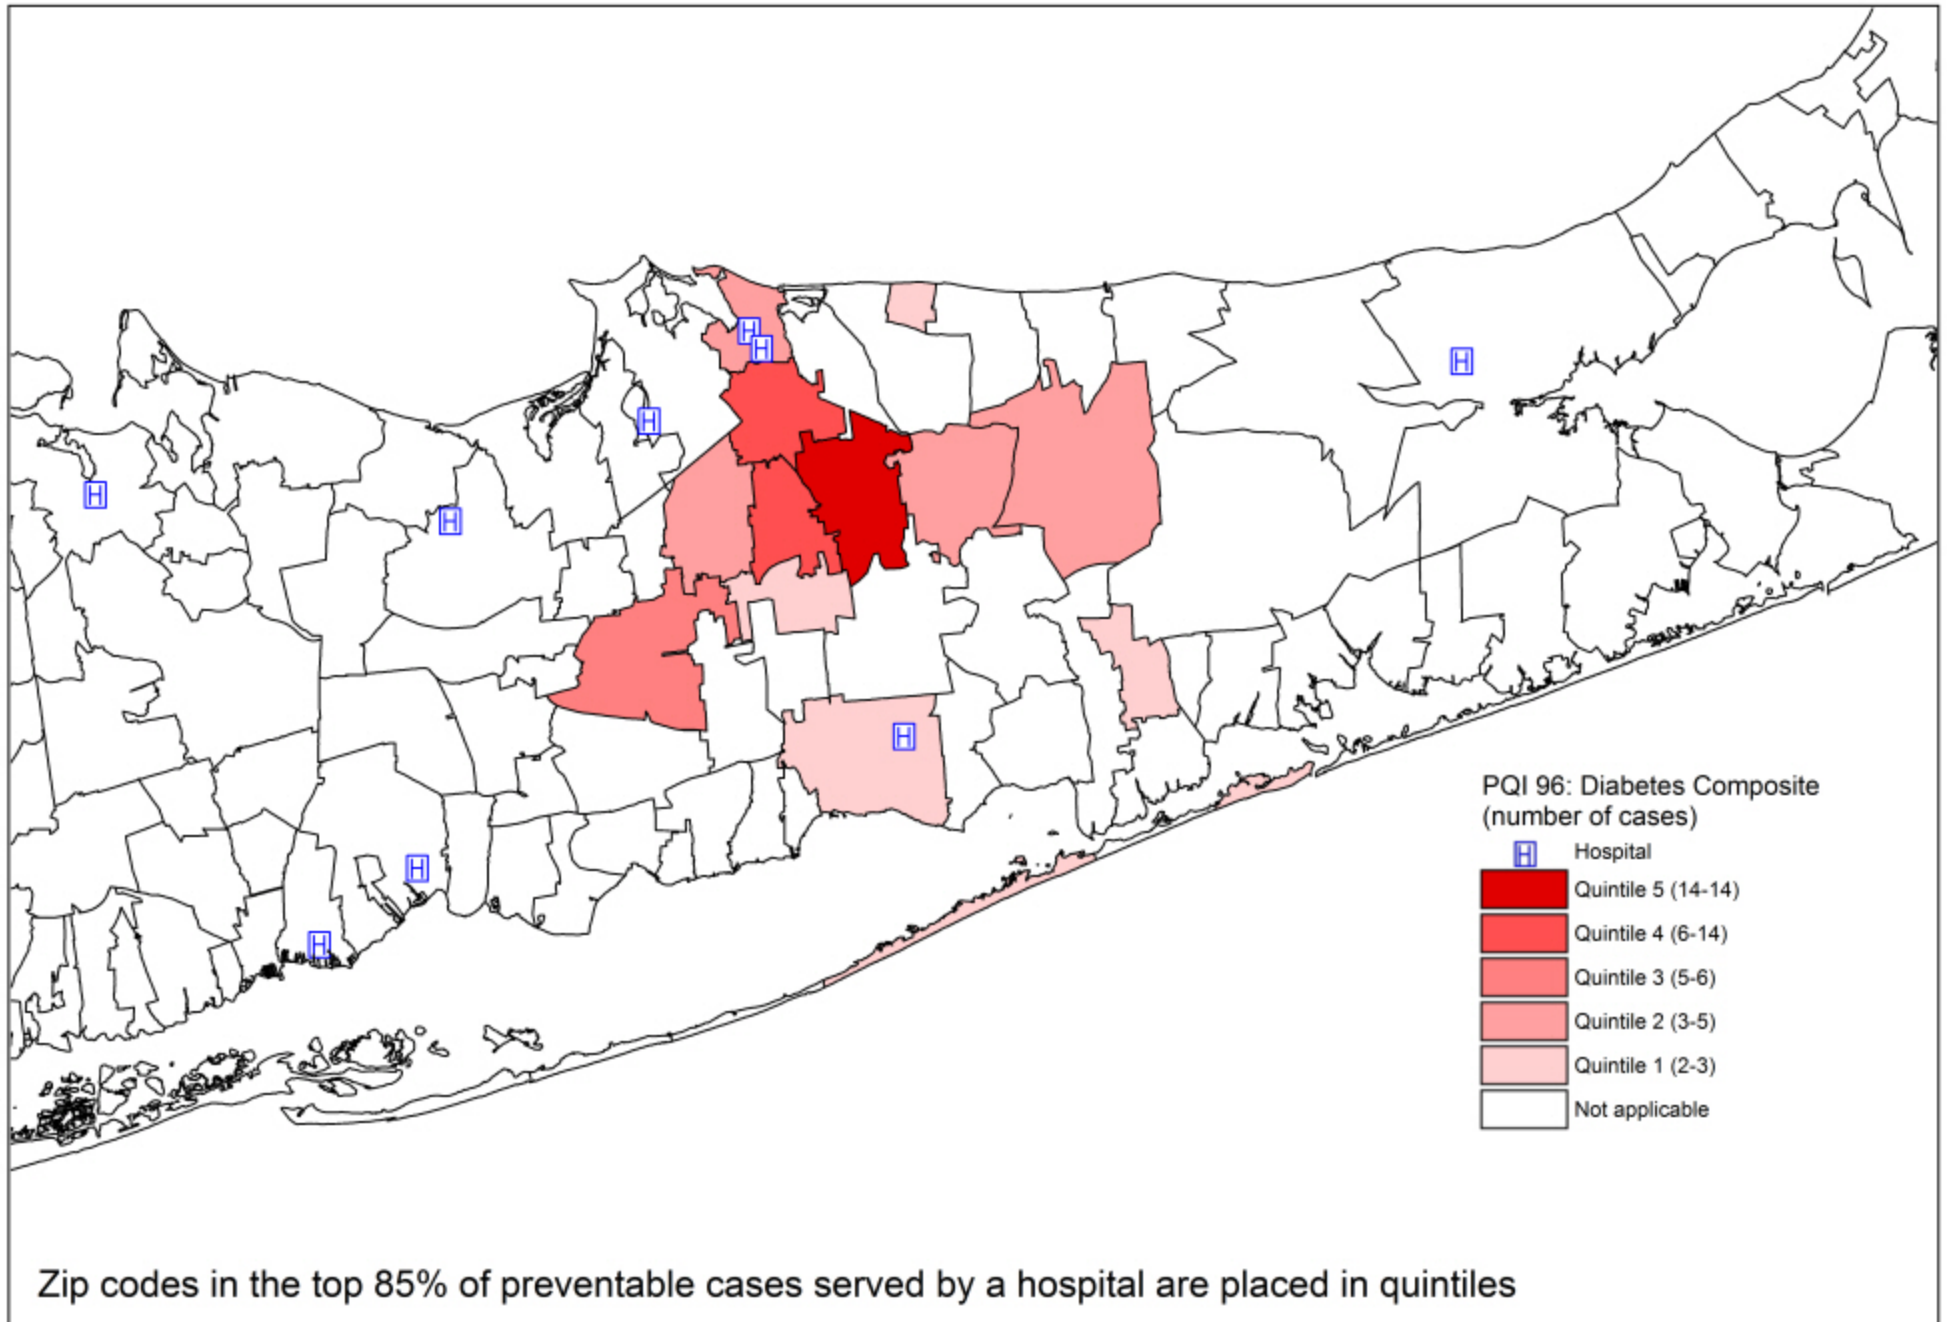 H
H
H
H
H
H
H
H
H
PQI 96: Diabetes Composite
(number of cases)
H Hospital
Quintile 5 (14-14)
Quintile 4 (6-14)
Quintile 3 (5-6)
Quintile 2 (3-5)
Quintile 1 (2-3)
Not applicable
Zip codes in the top 85% of preventable cases served by a hospital are placed in quintiles